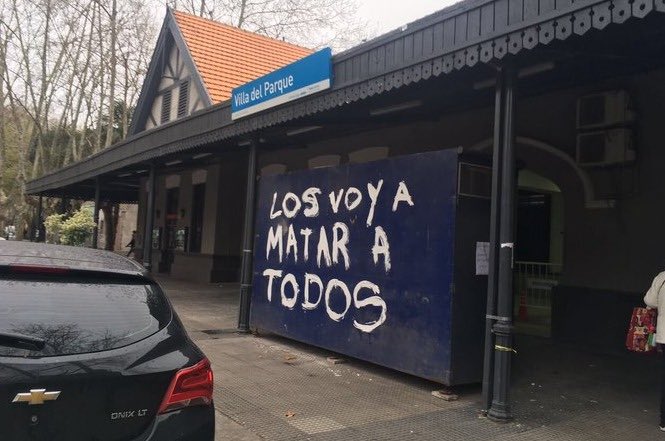 Villa del Parque
LOS VOY A
MATAR A
TODOS
ONIX LT